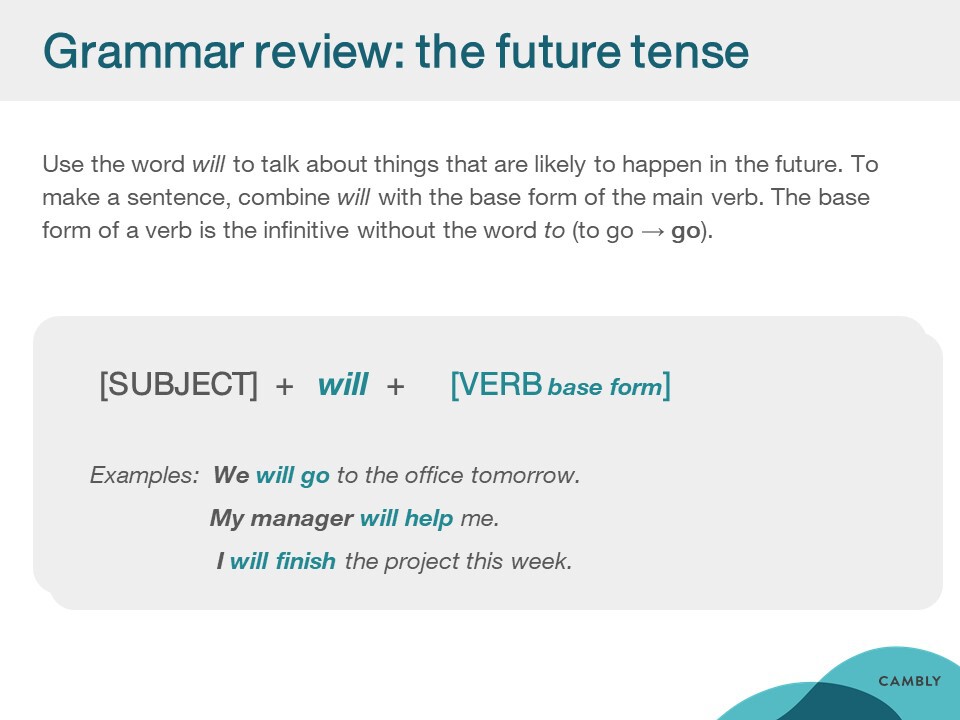 Grammar review: the future tense
Use the word will to talk about things that are likely to happen in the future. To
make a sentence, combine will with the base form of the main verb. The base
form of a verb is the infinitive without the word to (to go → go).
[SUBJECT] + will + [VERB base form]
Examples: We will go to the office tomorrow.
My manager will help me.
I will finish the project this week.
CAMBLY